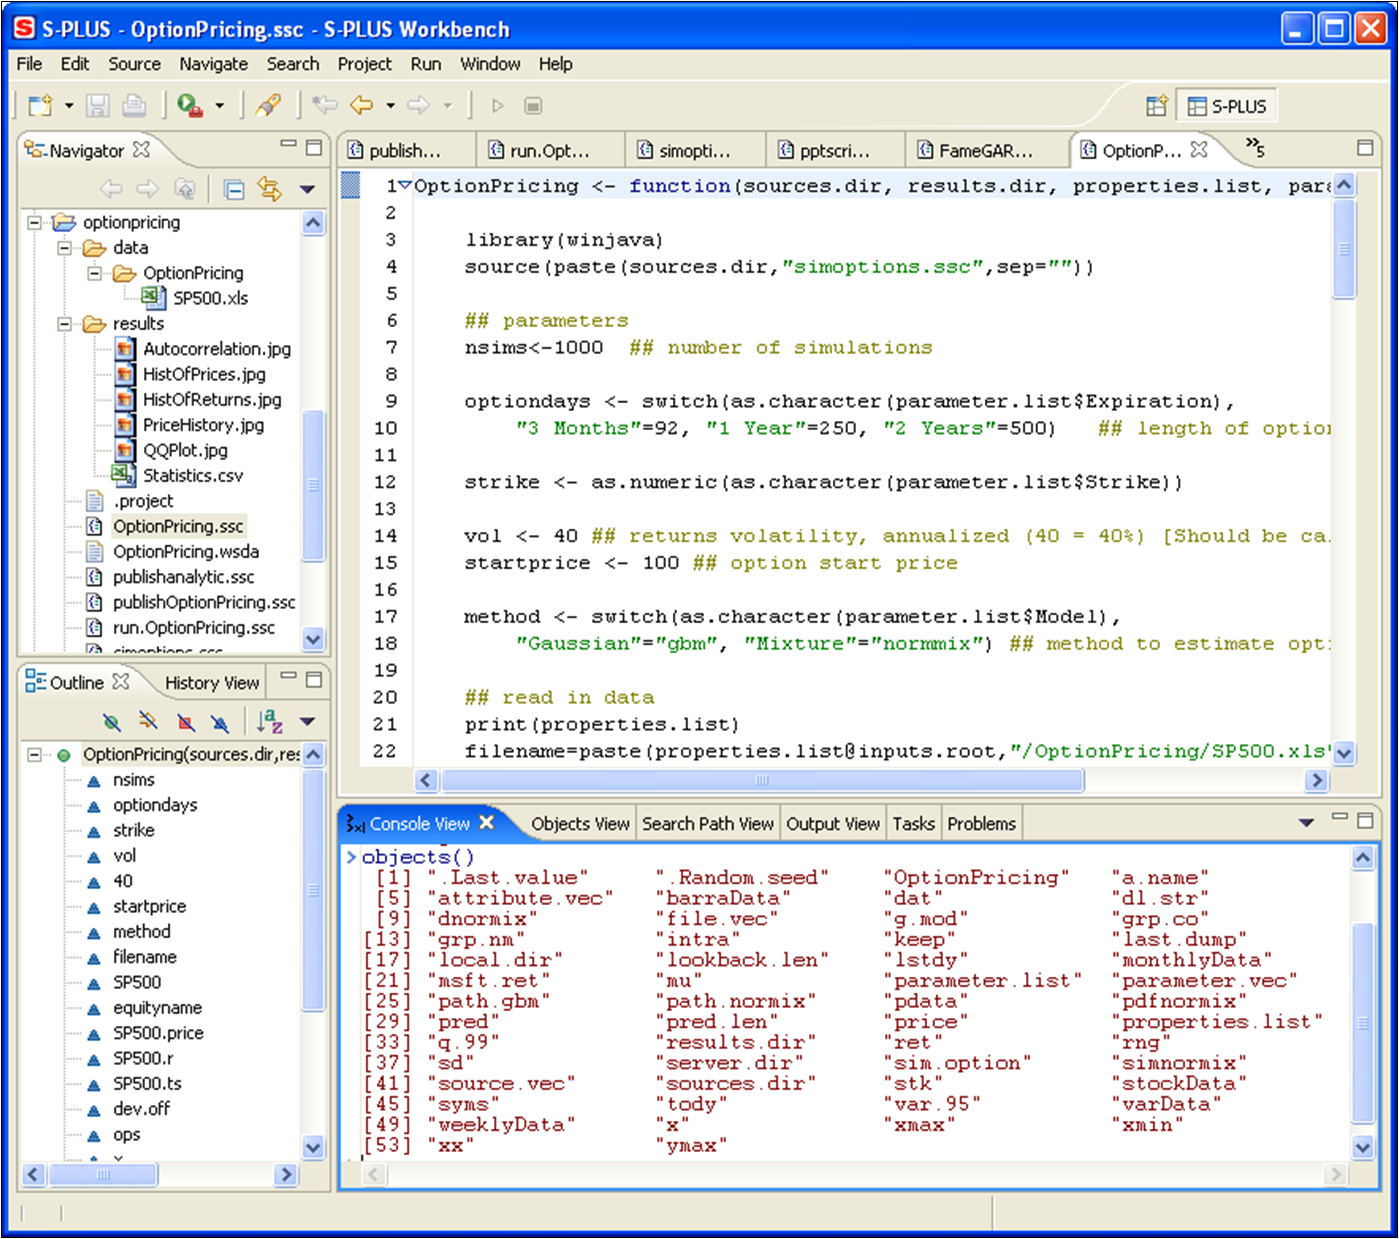 S-PLUS - OptionPricing.ssc - S-PLUS Workbench
File Edit Source Navigate Search Project Run Window Help
S-PLUS
Navigator
optionpricing
data
OptionPricing
SP500.xls
results
Autocorrelation.jpg
HistOfPrices.jpg
HistOfReturns.jpg
PriceHistory.jpg
QQPlot.jpg
Statistics.csv
.project
OptionPricing.ssc
OptionPricing.wsda
publishanalytic.ssc
publishOptionPricing.ssc
run.OptionPricing.ssc
simoptions.ssc
Outline History View
OptionPricing(sources.dir,res
nsims
optiondays
strike
vol
40
startprice
method
filename
SP500
equityname
SP500.price
SP500.r
SP500.ts
dev.off
ops
publish... run.Opt... simopti... pptscri... FameGAR... OptionP... »5
1 OptionPricing <- function(sources.dir, results.dir, properties.list, para
2
3 library(winjava)
4 source(paste(sources.dir,"simoptions.ssc",sep=""))
5
6 ## parameters
7 nsims<-1000 ## number of simulations
8
9 optiondays <- switch(as.character(parameter.list$Expiration),
10 "3 Months"=92, "1 Year"=250, "2 Years"=500) ## length of option
11
12 strike <- as.numeric(as.character(parameter.list$Strike))
13
14 vol <- 40 ## returns volatility, annualized (40 = 40%) [Should be ca
15 startprice <- 100 ## option start price
16
17 method <- switch(as.character(parameter.list$Model),
18 "Gaussian"="gbm", "Mixture"="normmix") ## method to estimate opt
19
20 ## read in data
21 print(properties.list)
22 filename=paste(properties.list@inputs.root,"/OptionPricing/SP500.xls"
Console View Objects View Search Path View Output View Tasks Problems
> objects()
[1] ".Last.value" ".Random.seed" "OptionPricing" "a.name"
[5] "attribute.vec" "barraData" "dat" "dl.str"
[9] "dnormix" "file.vec" "g.mod" "grp.co"
[13] "grp.nm" "intra" "keep" "last.dump"
[17] "local.dir" "lookback.len" "lstdy" "monthlyData"
[21] "msft.ret" "mu" "parameter.list" "parameter.vec"
[25] "path.gbm" "path.normix" "pdata" "pdfnormix"
[29] "pred" "pred.len" "price" "properties.list"
[33] "q.99" "results.dir" "ret" "rng"
[37] "sd" "server.dir" "sim.option" "simnormix"
[41] "source.vec" "sources.dir" "stk" "stockData"
[45] "syms" "tody" "var.95" "varData"
[49] "weeklyData" "x" "xmax" "xmin"
[53] "xx" "ymax"